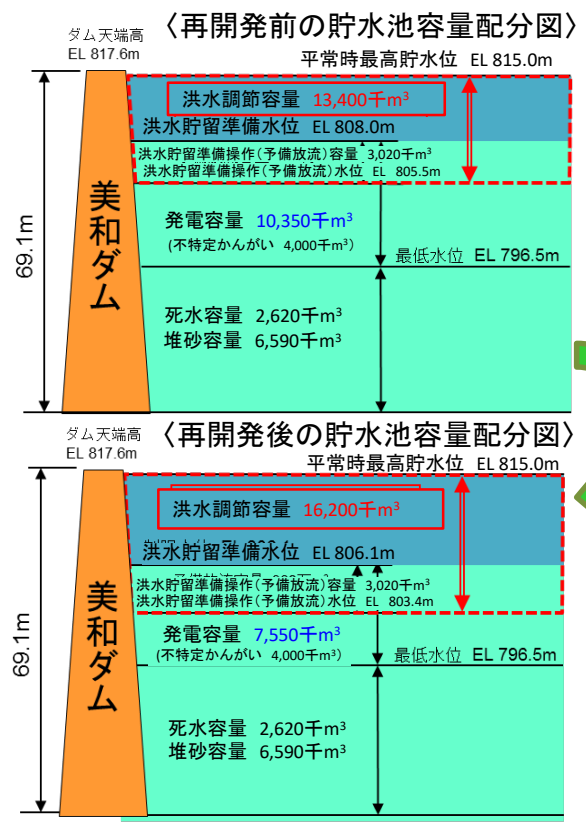 〈再開発前の貯水池容量配分図〉
ダム天端高
EL 817.6m
平常時最高貯水位 EL 815.0m
洪水調節容量 13,400千m³
洪水貯留準備水位 EL 808.0m
洪水貯留準備操作(予備放流)容量 3,020千m³
洪水貯留準備操作(予備放流)水位 EL 805.5m
美和ダム
69.1m
発電容量 10,350千m³
(不特定かんがい 4,000千m³)
最低水位 EL 796.5m
死水容量 2,620千m³
堆砂容量 6,590千m³
〈再開発後の貯水池容量配分図〉
ダム天端高
EL 817.6m
平常時最高貯水位 EL 815.0m
洪水調節容量 16,200千m³
洪水貯留準備水位 EL 806.1m
洪水貯留準備操作(予備放流)容量 3,020千m³
洪水貯留準備操作(予備放流)水位 EL 803.4m
美和ダム
69.1m
発電容量 7,550千m³
(不特定かんがい 4,000千m³)
最低水位 EL 796.5m
死水容量 2,620千m³
堆砂容量 6,590千m³